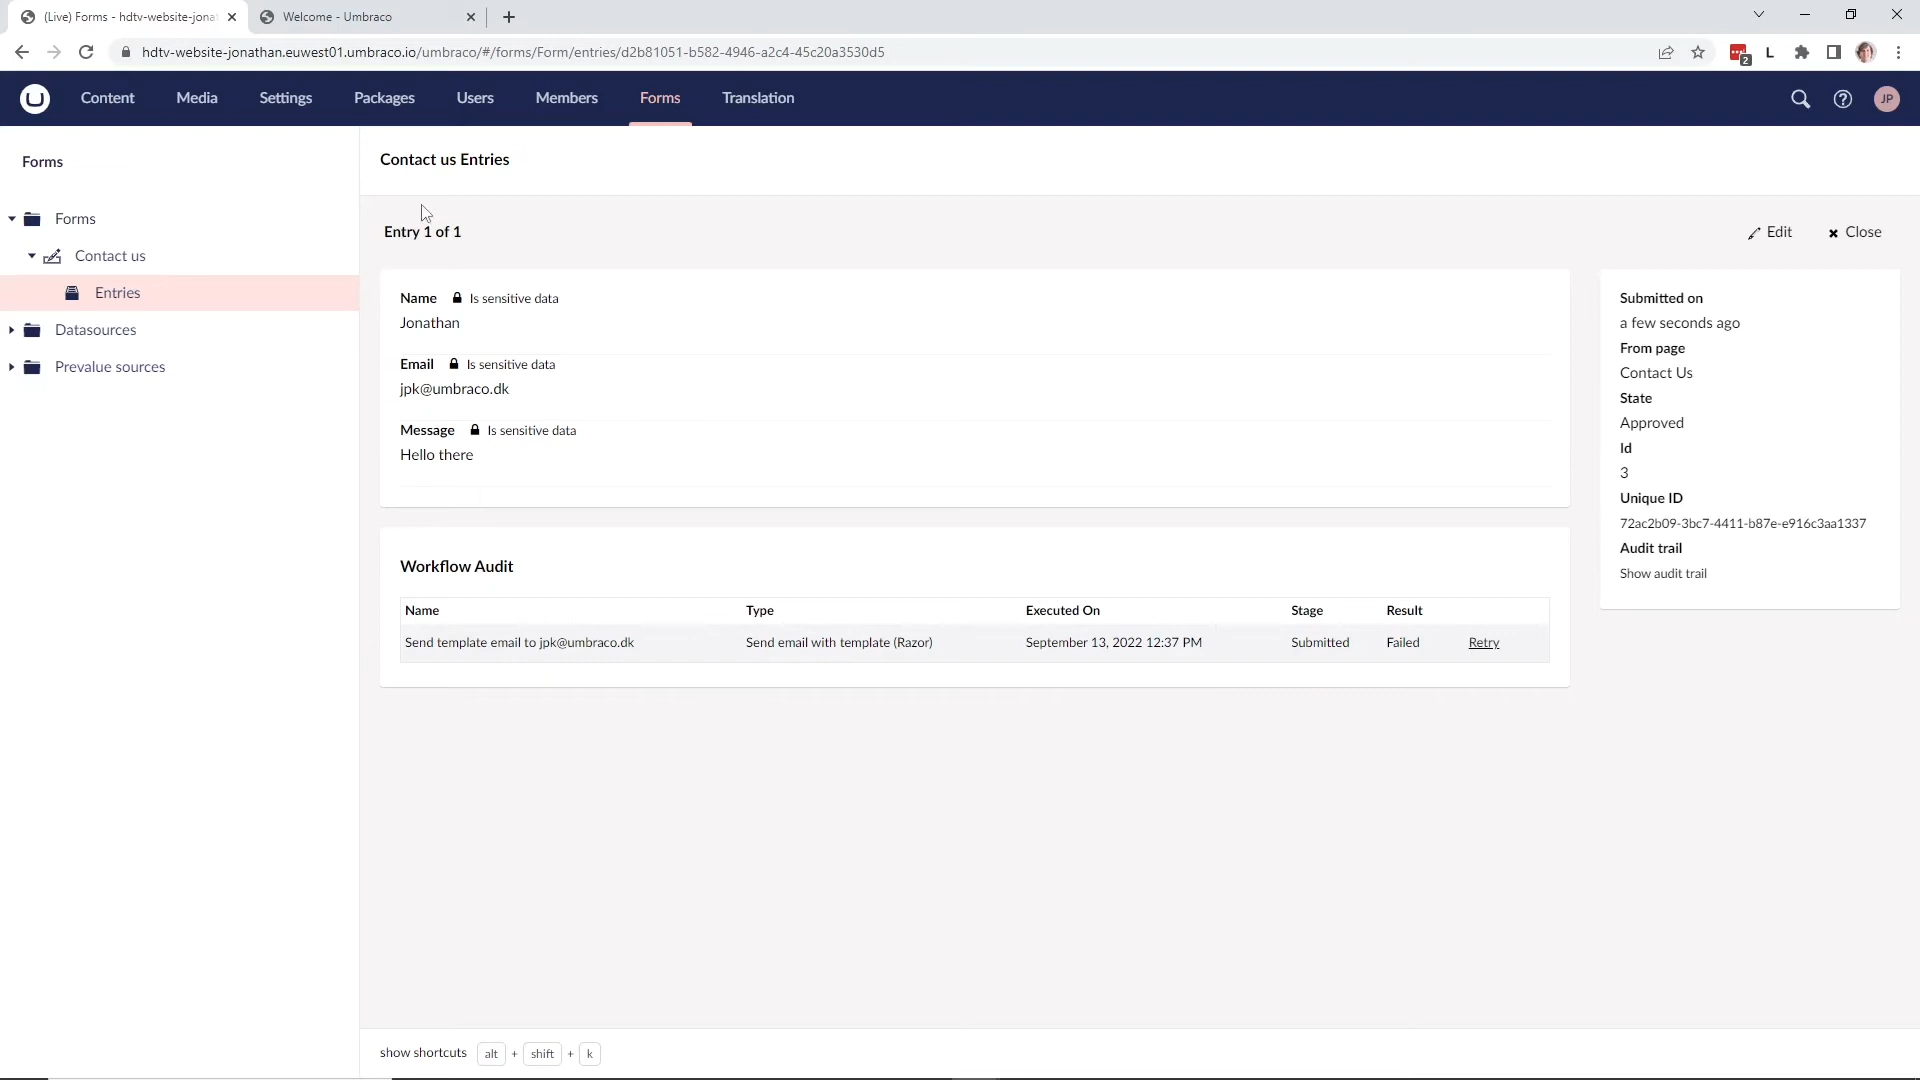 (Live) Forms - hdtv-website-jona
Welcome - Umbraco
hdtv-website-jonathan.euwest01.umbraco.io/umbraco/#/forms/Form/entries/d2b81051-b582-4946-a2c4-45c20a3530d5
2
L
Content
Media
Settings
Packages
Users
Members
Forms
Translation
JP
Forms
Forms
Contact us
Entries
Datasources
Prevalue sources
Contact us Entries
Entry 1 of 1
Edit
Close
Name Is sensitive data
Jonathan
Email Is sensitive data
jpk@umbraco.dk
Message Is sensitive data
Hello there
Submitted on
a few seconds ago
From page
Contact Us
State
Approved
Id
3
Unique ID
72ac2b09-3bc7-4411-b87e-e916c3aa1337
Audit trail
Show audit trail
Workflow Audit
Name Type Executed On Stage Result
Send template email to jpk@umbraco.dk Send email with template (Razor) September 13, 2022 12:37 PM Submitted Failed Retry
show shortcuts alt + shift + k